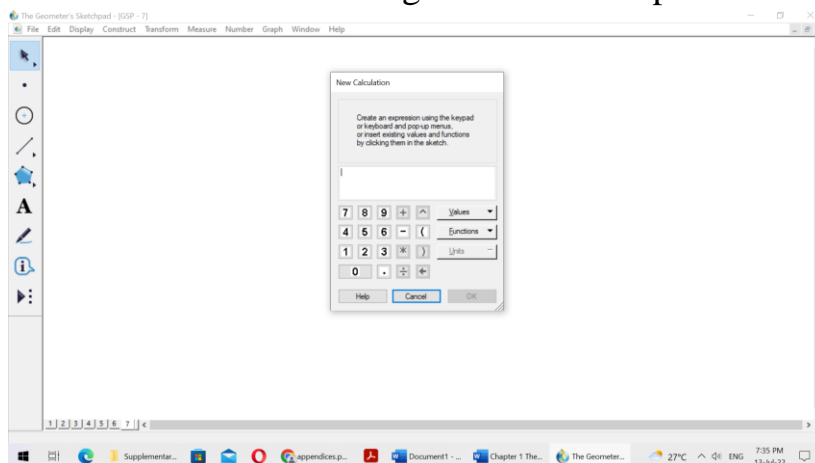 The Geometer's Sketchpad - [GSP - 7]
File Edit Display Construct Transform Measure Number Graph Window Help
New Calculation
Create an expression using the keypad
or keyboard and pop-up menus,
or insert existing values and functions
by clicking them in the sketch.
7 8 9 + ^ Values
4 5 6 - ( Functions
1 2 3 * ) Units
0 . ÷ ←
Help Cancel OK
A
1 2 3 4 5 6 7
Supplementar... appendices.p... Document1 - ... Chapter 1 The... The Geometer... 27°C ENG 7:35 PM